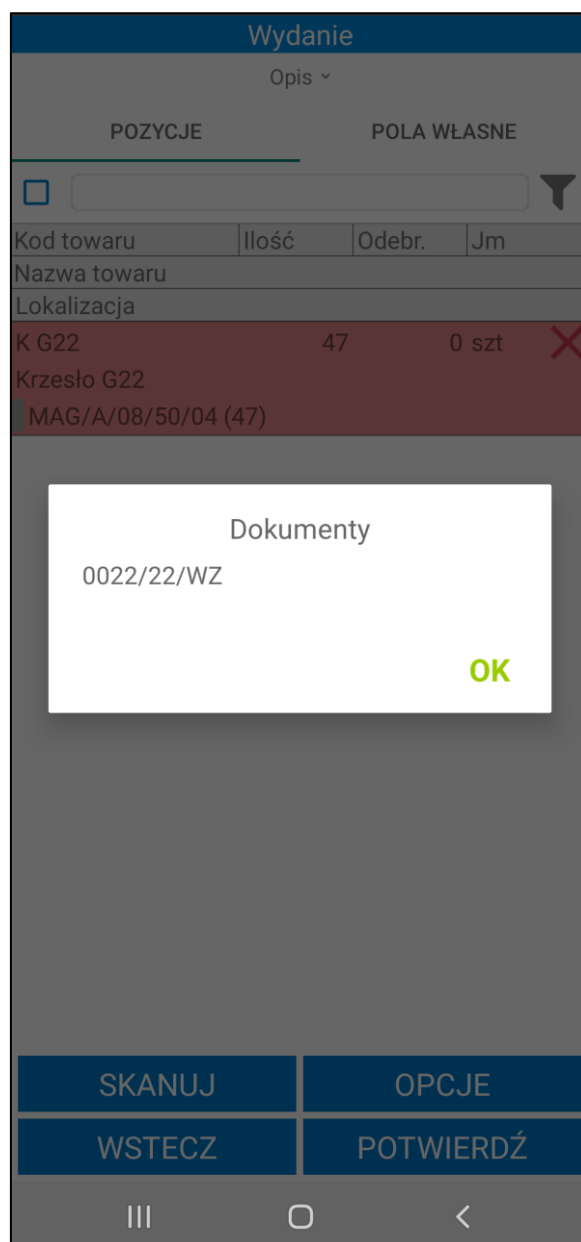 Wydanie
Opis
POZYCJE POLA WŁASNE
Kod towaru Ilość Odebr. Jm
Nazwa towaru
Lokalizacja
K G22 47 0 szt
Krzesło G22
MAG/A/08/50/04 (47)
Dokumenty
0022/22/WZ
OK
SKANUJ OPCJE
WSTECZ POTWIERDŹ